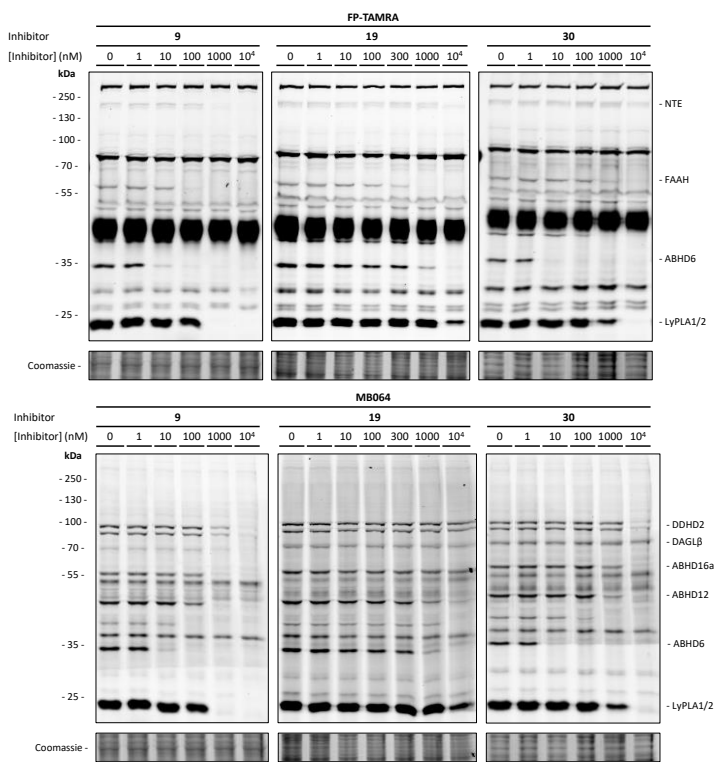 FP-TAMRA
Inhibitor 9 19 30
[Inhibitor] (nM) 0 1 10 100 1000 10⁴ 0 1 10 100 300 1000 10⁴ 0 1 10 100 1000 10⁴
kDa
- 250 -
- NTE
- 130 -
- 100 -
- 70 -
- FAAH
- 55 -
- 35 -
- ABHD6
- 25 -
- LyPLA1/2
Coomassie -
MB064
Inhibitor 9 19 30
[Inhibitor] (nM) 0 1 10 100 1000 10⁴ 0 1 10 100 300 1000 10⁴ 0 1 10 100 1000 10⁴
kDa
- 250 -
- 130 -
- 100 -
- DDHD2
- DAGLβ
- 70 -
- ABHD16a
- 55 -
- ABHD12
- 35 -
- ABHD6
- 25 -
- LyPLA1/2
Coomassie -